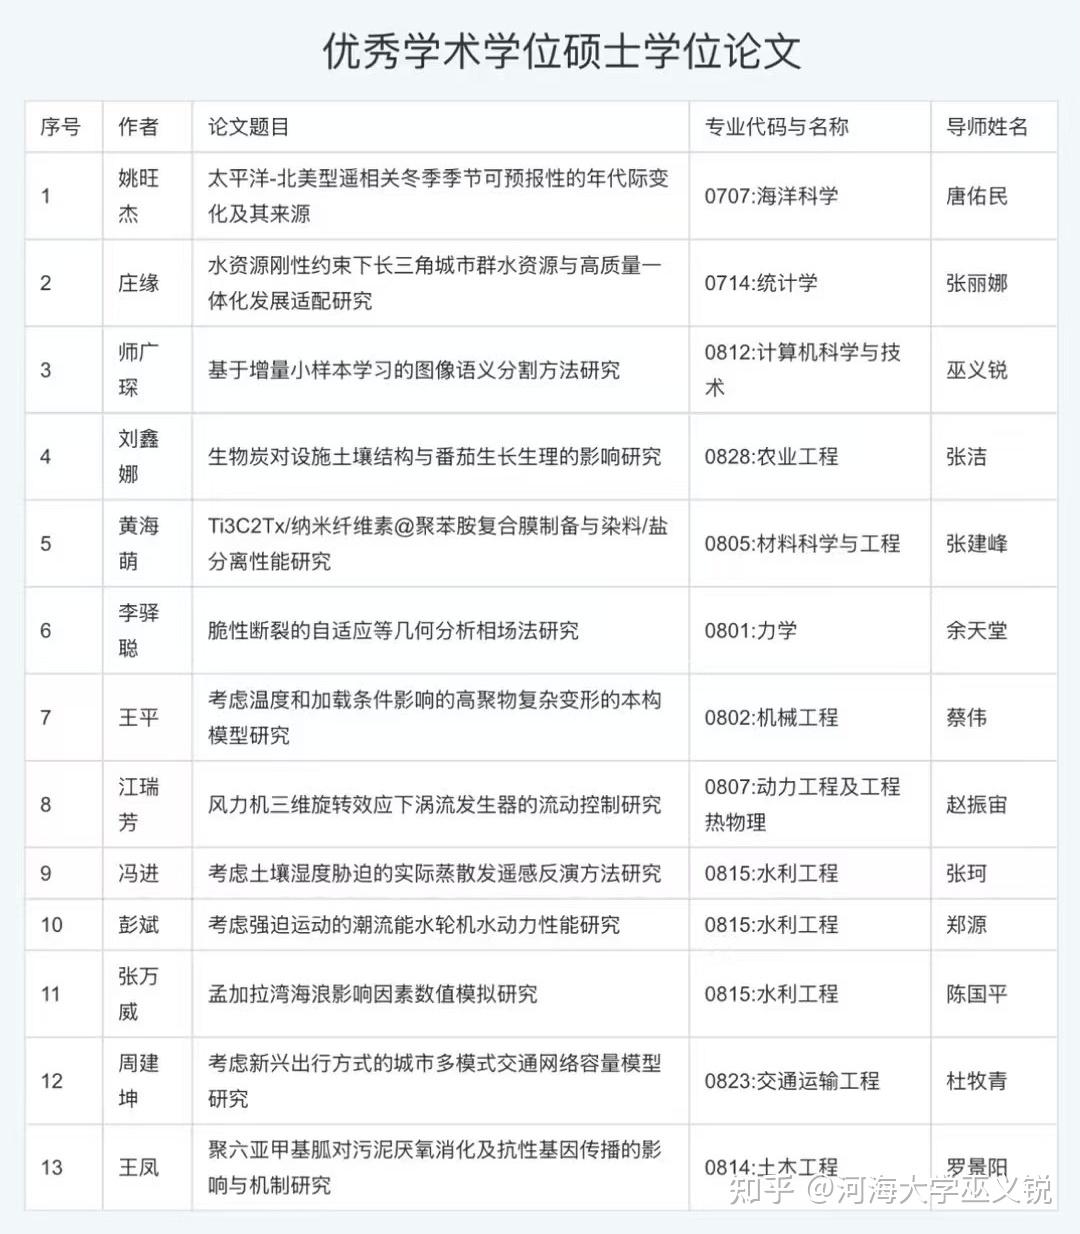 优秀学术学位硕士学位论文
序号 作者 论文题目 专业代码与名称 导师姓名
1 姚旺杰 太平洋-北美型遥相关冬季季节可预报性的年代际变化及其来源 0707:海洋科学 唐佑民
2 庄缘 水资源刚性约束下长三角城市群水资源与高质量一体化发展适配研究 0714:统计学 张丽娜
3 师广琛 基于增量小样本学习的图像语义分割方法研究 0812:计算机科学与技术 巫义锐
4 刘鑫娜 生物炭对设施土壤结构与番茄生长生理的影响研究 0828:农业工程 张洁
5 黄海萌 Ti3C2Tx/纳米纤维素@聚苯胺复合膜制备与染料/盐分离性能研究 0805:材料科学与工程 张建峰
6 李驿聪 脆性断裂的自适应等几何分析相场法研究 0801:力学 余天堂
7 王平 考虑温度和加载条件影响的高聚物复杂变形的本构模型研究 0802:机械工程 蔡伟
8 江瑞芳 风力机三维旋转效应下涡流发生器的流动控制研究 0807:动力工程及工程热物理 赵振宙
9 冯进 考虑土壤湿度胁迫的实际蒸散发遥感反演方法研究 0815:水利工程 张珂
10 彭斌 考虑强迫运动的潮流能水轮机水动力性能研究 0815:水利工程 郑源
11 张万威 孟加拉湾海浪影响因素数值模拟研究 0815:水利工程 陈国平
12 周建坤 考虑新兴出行方式的城市多模式交通网络容量模型研究 0823:交通运输工程 杜牧青
13 王凤 聚六亚甲基胍对污泥厌氧消化及抗性基因传播的影响与机制研究 0814:土木工程 罗景阳
知乎 @河海大学巫义锐